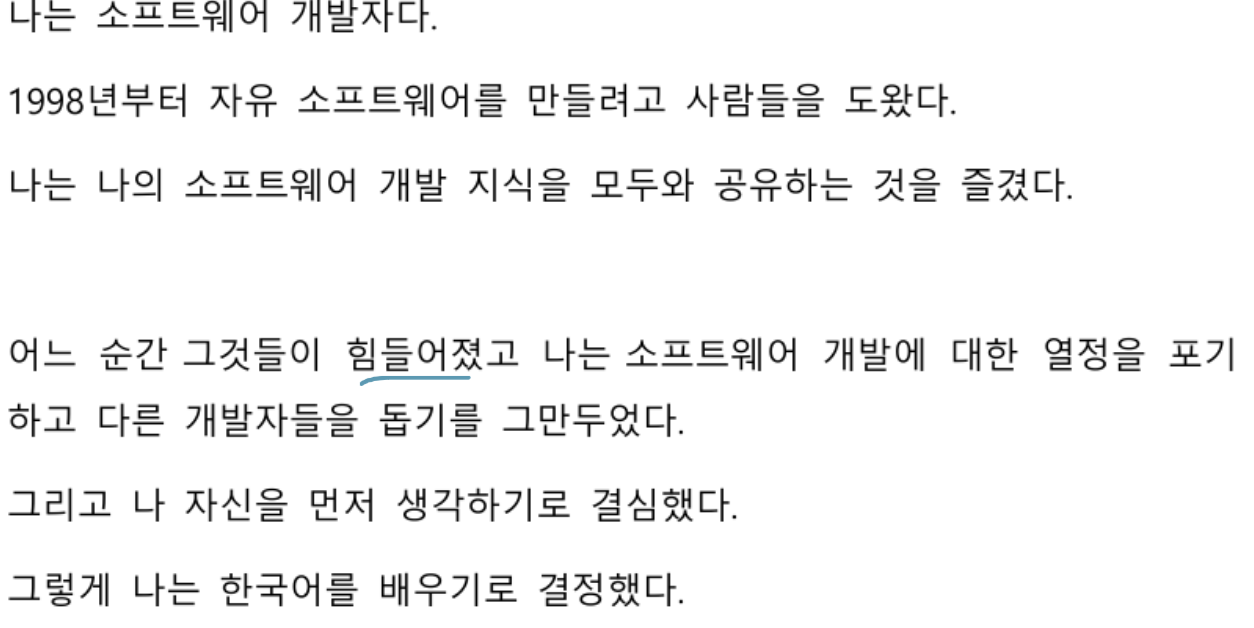 나는 소프트웨어 개발자다.
1998년부터 자유 소프트웨어를 만들려고 사람들을 도왔다.
나는 나의 소프트웨어 개발 지식을 모두와 공유하는 것을 즐겼다.
어느 순간 그것들이 힘들어졌고 나는 소프트웨어 개발에 대한 열정을 포기
하고 다른 개발자들을 돕기를 그만두었다.
그리고 나 자신을 먼저 생각하기로 결심했다.
그렇게 나는 한국어를 배우기로 결정했다.